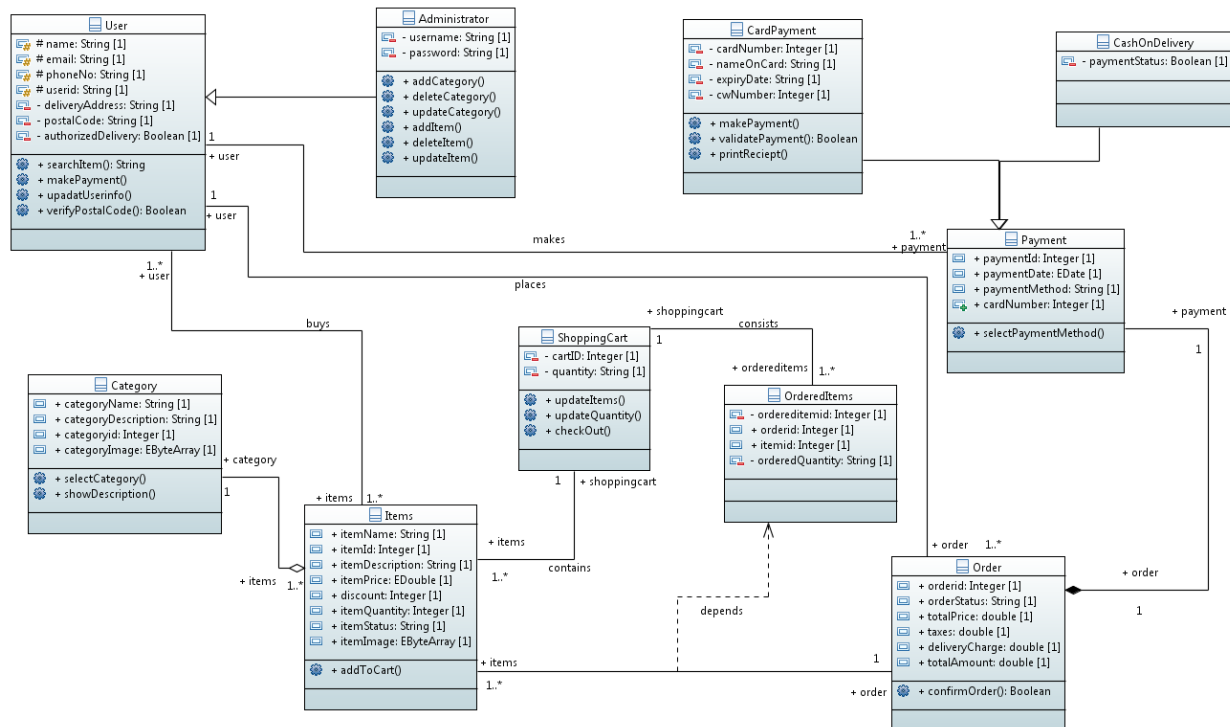 User
# name: String [1]
# email: String [1]
# phoneNo: String [1]
# userid: String [1]
- deliveryAddress: String [1]
- postalCode: String [1]
- authorizedDelivery: Boolean [1]
+ searchItem(): String
+ makePayment()
+ upadatUserinfo()
+ verifyPostalCode(): Boolean
Administrator
- username: String [1]
- password: String [1]
+ addCategory()
+ deleteCategory()
+ updateCategory()
+ addItem()
+ deleteItem()
+ updateItem()
CardPayment
- cardNumber: Integer [1]
- nameOnCard: String [1]
- expiryDate: String [1]
- cwNumber: Integer [1]
+ makePayment()
+ validatePayment(): Boolean
+ printReciept()
CashOnDelivery
- paymentStatus: Boolean [1]
1
+ user
1
+ user
makes
1..*
+ payment
places
1..*
+ user
buys
Payment
+ paymentId: Integer [1]
+ paymentDate: EDate [1]
+ paymentMethod: String [1]
+ cardNumber: Integer [1]
+ selectPaymentMethod()
+ payment
1
+ shoppingcart
consists
1
ShoppingCart
- cartID: Integer [1]
- quantity: String [1]
+ updateItems()
+ updateQuantity()
+ checkOut()
+ ordereditems
1..*
OrderedItems
- ordereditemid: Integer [1]
+ orderid: Integer [1]
+ itemid: Integer [1]
- orderedQuantity: String [1]
Category
+ categoryName: String [1]
+ categoryDescription: String [1]
+ categoryid: Integer [1]
+ categoryImage: EByteArray [1]
+ selectCategory()
+ showDescription()
+ category
1
1
+ shoppingcart
+ items
1..*
Items
+ itemName: String [1]
+ itemId: Integer [1]
+ itemDescription: String [1]
+ itemPrice: EDouble [1]
+ discount: Integer [1]
+ itemQuantity: Integer [1]
+ itemStatus: String [1]
+ itemImage: EByteArray [1]
+ addToCart()
+ items
1..*
+ items
contains
1..*
depends
+ order
1..*
Order
+ orderid: Integer [1]
+ orderStatus: String [1]
+ totalPrice: double [1]
+ taxes: double [1]
+ deliveryCharge: double [1]
+ totalAmount: double [1]
+ confirmOrder(): Boolean
+ order
1
+ items
1..*
1
+ order